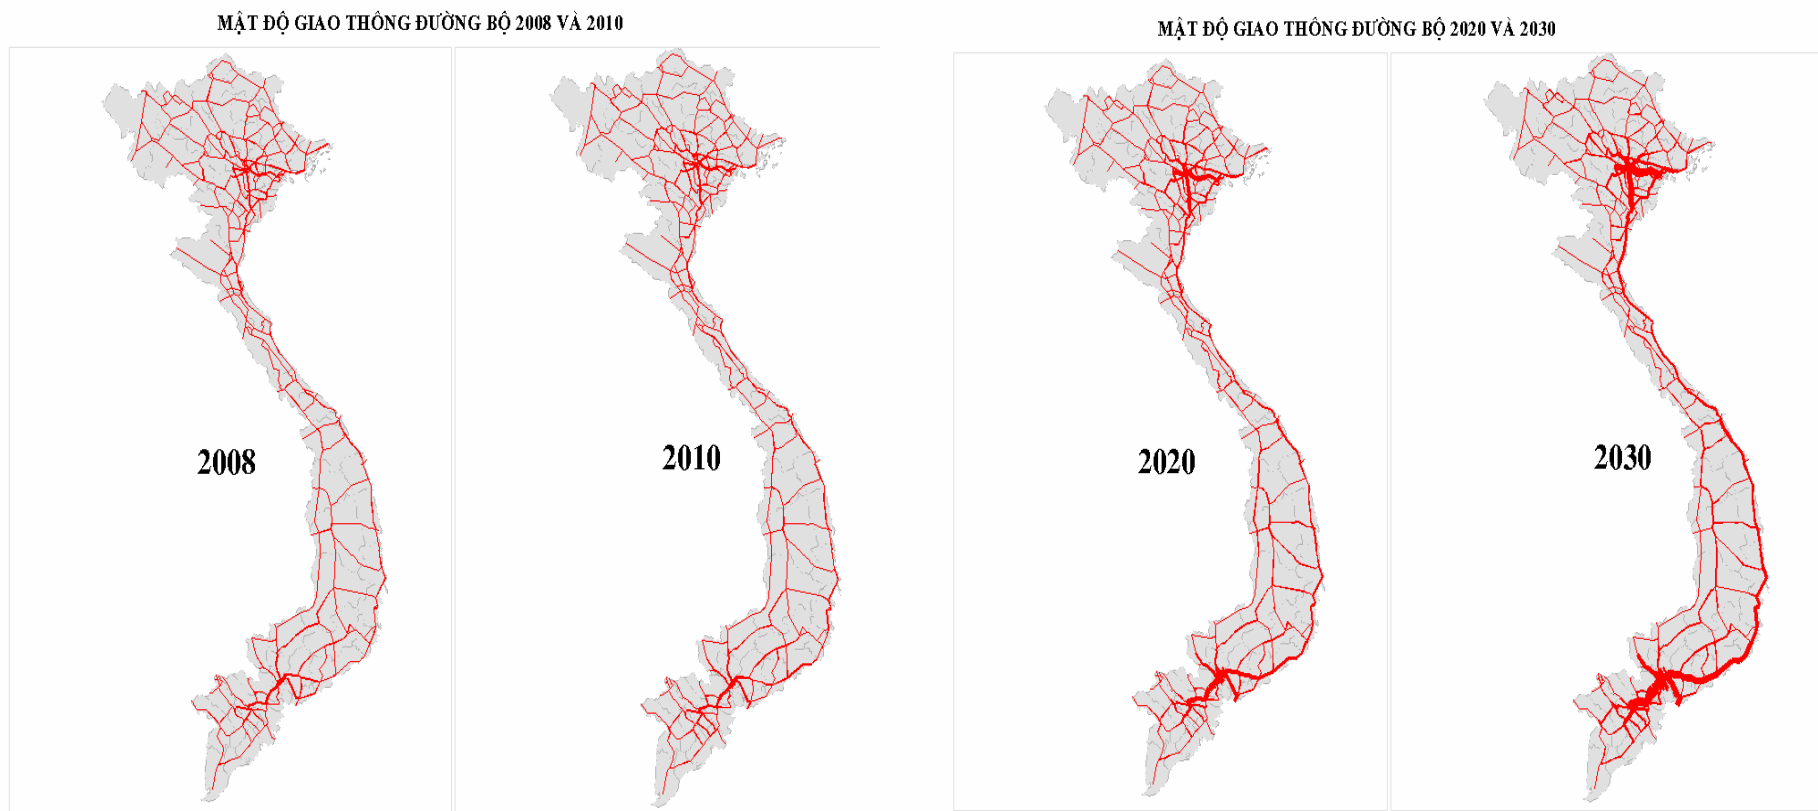 MẬT ĐỘ GIAO THÔNG ĐƯỜNG BỘ 2008 VÀ 2010
MẬT ĐỘ GIAO THÔNG ĐƯỜNG BỘ 2020 VÀ 2030
2008
2010
2020
2030